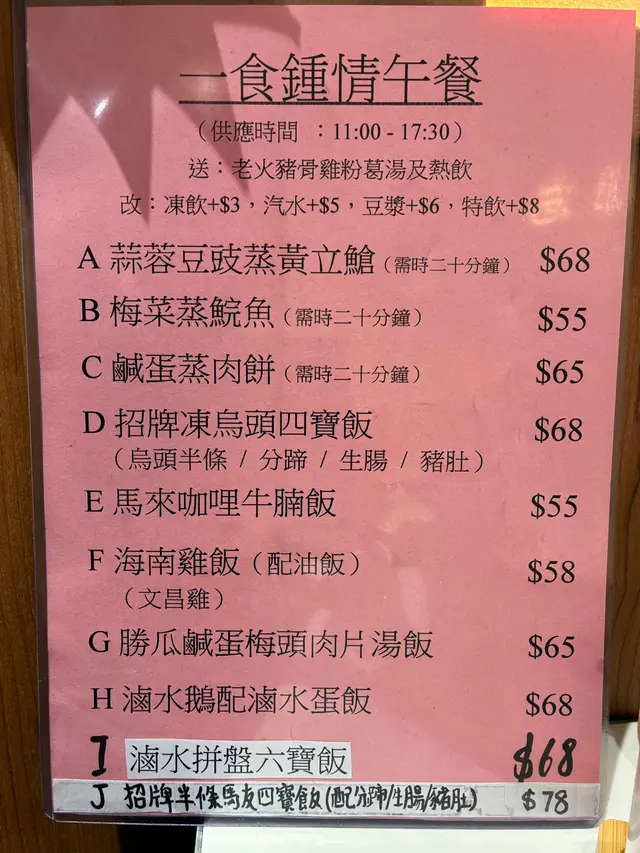 一食鍾情午餐
（供應時間 ：11:00 - 17:30）
送：老火豬骨雞粉葛湯及熱飲
改：凍飲+$3，汽水+$5，豆漿+$6，特飲+$8
A 蒜蓉豆豉蒸黃立鯧（需時二十分鐘） $68
B 梅菜蒸鯇魚（需時二十分鐘） $55
C 鹹蛋蒸肉餅（需時二十分鐘） $65
D 招牌凍烏頭四寶飯 $68
（烏頭半條 / 分蹄 / 生腸 / 豬肚）
E 馬來咖哩牛腩飯 $55
F 海南雞飯（配油飯） $58
（文昌雞）
G 勝瓜鹹蛋梅頭肉片湯飯 $65
H 滷水鵝配滷水蛋飯 $68
I 滷水拼盤六寶飯 $68
J 招牌半條馬友四寶飯(配分蹄/生腸/豬肚) $78